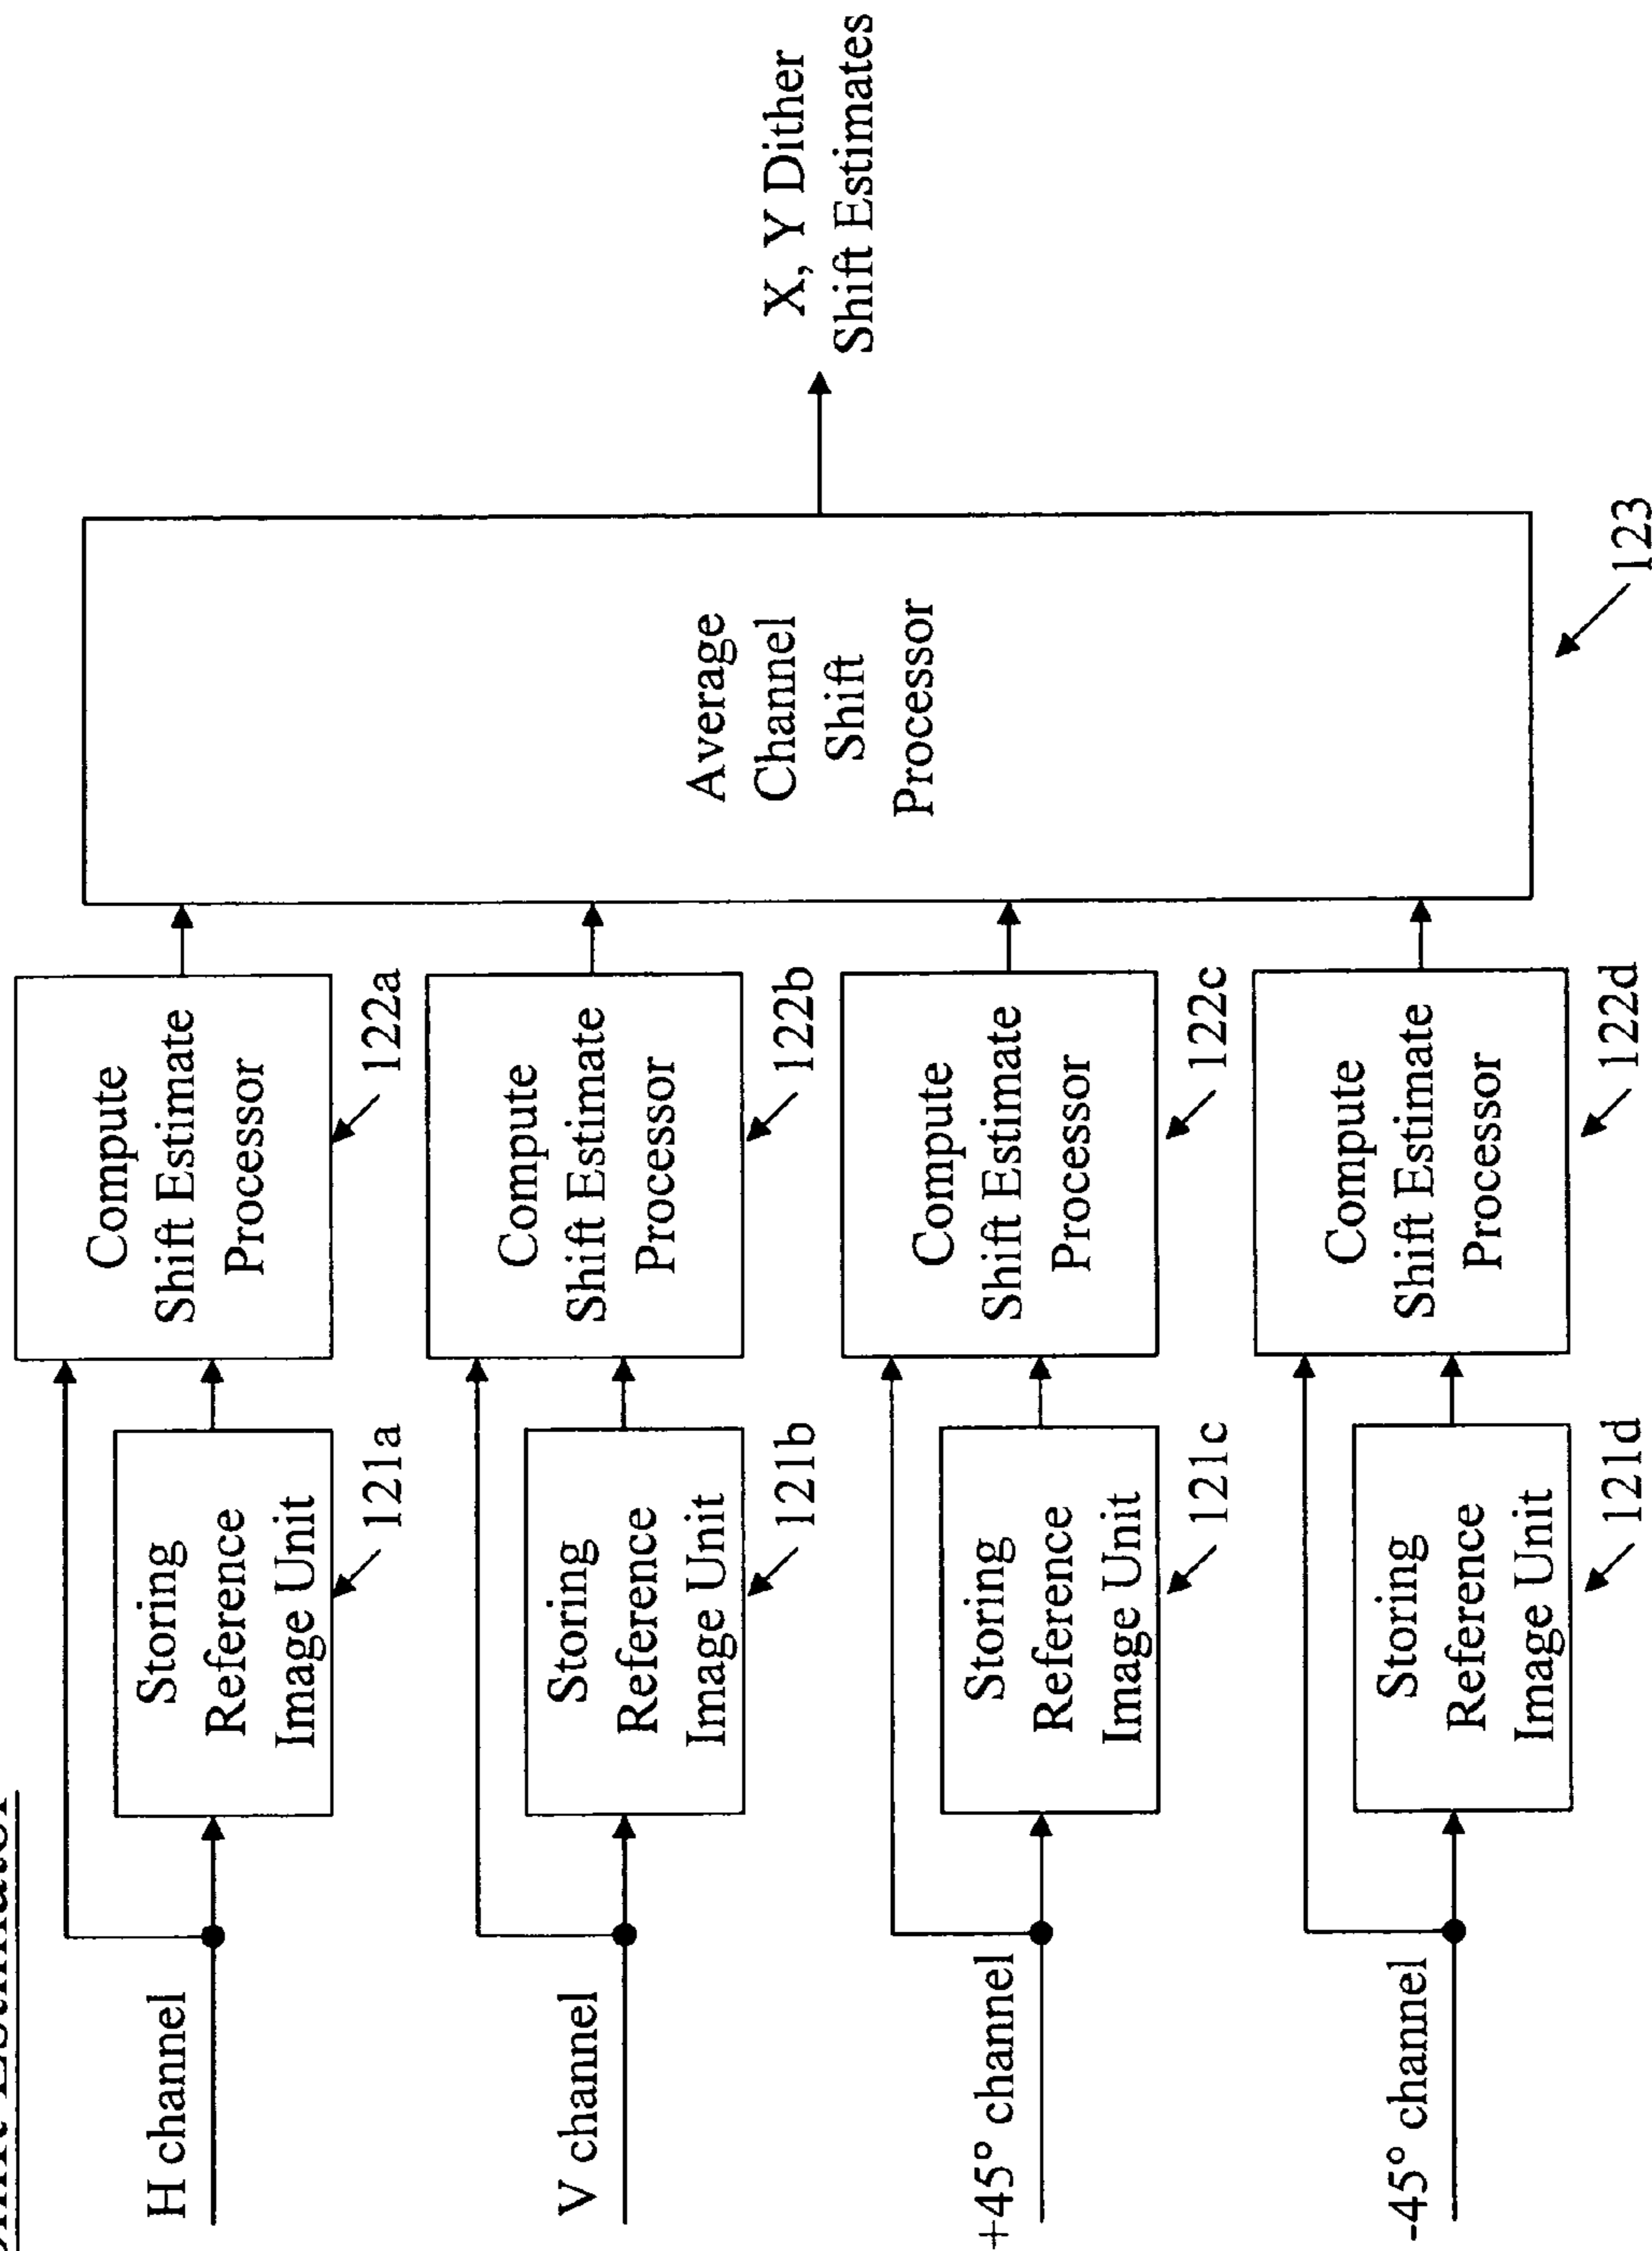 Shift Estimator
H channel
Storing
Reference
Image Unit
121a
Compute
Shift Estimate
Processor
122a
V channel
Storing
Reference
Image Unit
121b
Compute
Shift Estimate
Processor
122b
+45° channel
Storing
Reference
Image Unit
121c
Compute
Shift Estimate
Processor
122c
-45° channel
Storing
Reference
Image Unit
121d
Compute
Shift Estimate
Processor
122d
Average
Channel
Shift
Processor
123
X, Y Dither
Shift Estimates